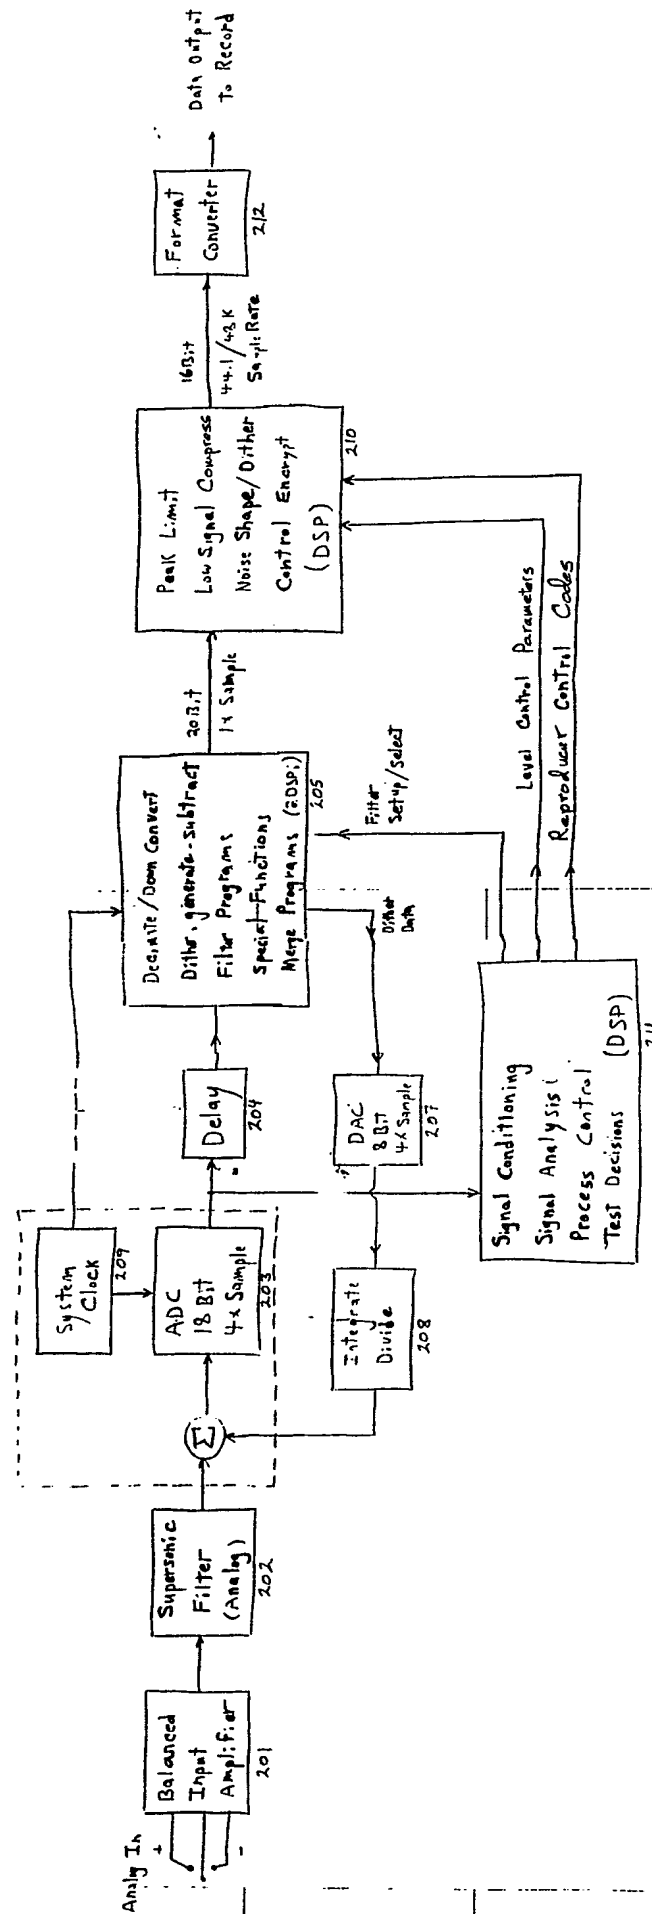 Analog In
+
-
Balanced
Input
Amplifier
201
Supersonic
Filter
(Analog)
202
Σ
System
Clock
209
ADC
18 Bit
4x Sample
203
Delay
204
Decimate/Down Convert
Dither, generate-subtract
Filter Programs
Special Functions
Merge Programs
205
20Bit
1x Sample
Peak Limit
Low Signal Compress
Noise Shape/Dither
Control Encrypt
(DSP)
210
16Bit
Sample Rate
Format
Converter
212
Data Output
To Record
Dither
Data
DAC
8 Bit
4x Sample
207
Integrate
Divide
208
Filter
Setup/Select
Level Control Parameters
Reproducer Control Codes
Signal Conditioning
Signal Analysis
Process Control
Test Decisions (DSP)